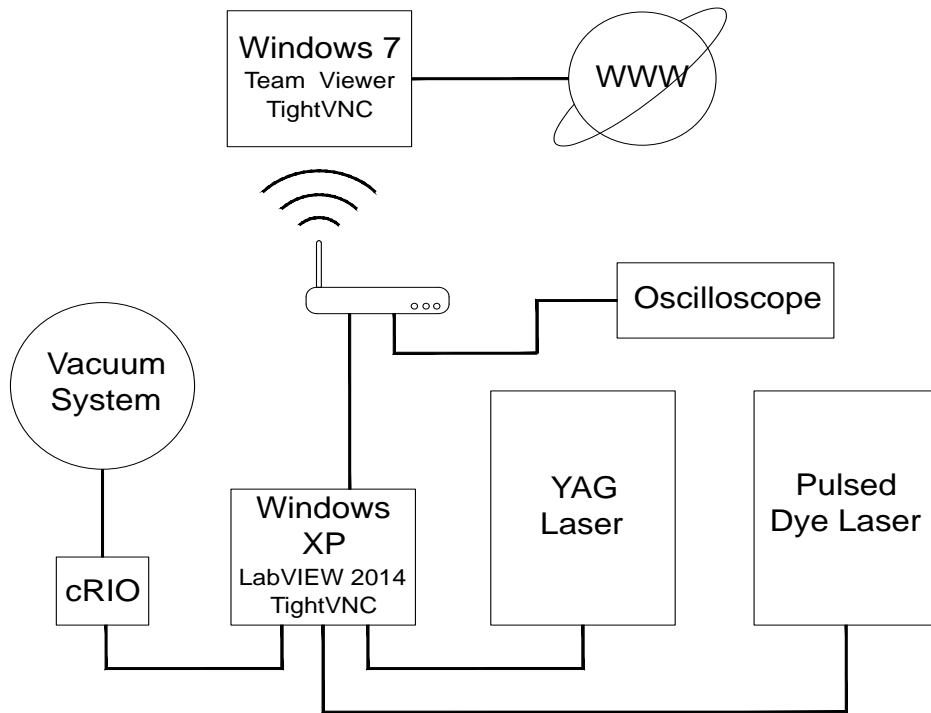 Windows 7
Team Viewer
TightVNC
WWW
Oscilloscope
Vacuum
System
YAG
Laser
Pulsed
Dye Laser
Windows
XP
LabVIEW 2014
TightVNC
cRIO